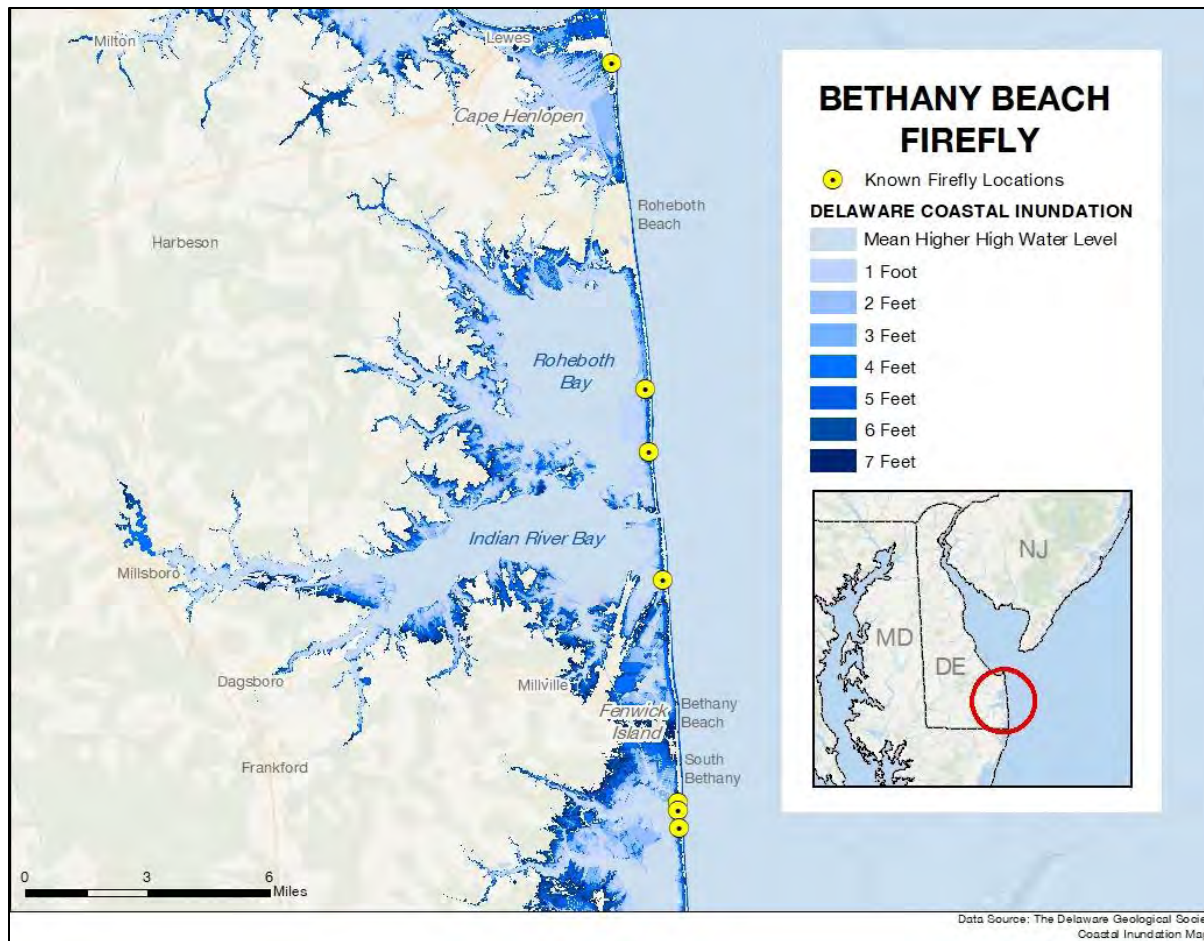 Milton
Lewes
Cape Henlopen
Roheboth
Beach
Harbeson
Roheboth
Bay
Indian River Bay
Millsboro
Dagsboro
Millville
Bethany
Beach
Fenwick
Island
South
Bethany
Frankford
0 3 6
Miles
BETHANY BEACH
FIREFLY
Known Firefly Locations
DELAWARE COASTAL INUNDATION
Mean Higher High Water Level
1 Foot
2 Feet
3 Feet
4 Feet
5 Feet
6 Feet
7 Feet
NJ
MD
DE
Data Source: The Delaware Geological Socie
Coastal Inundation Map